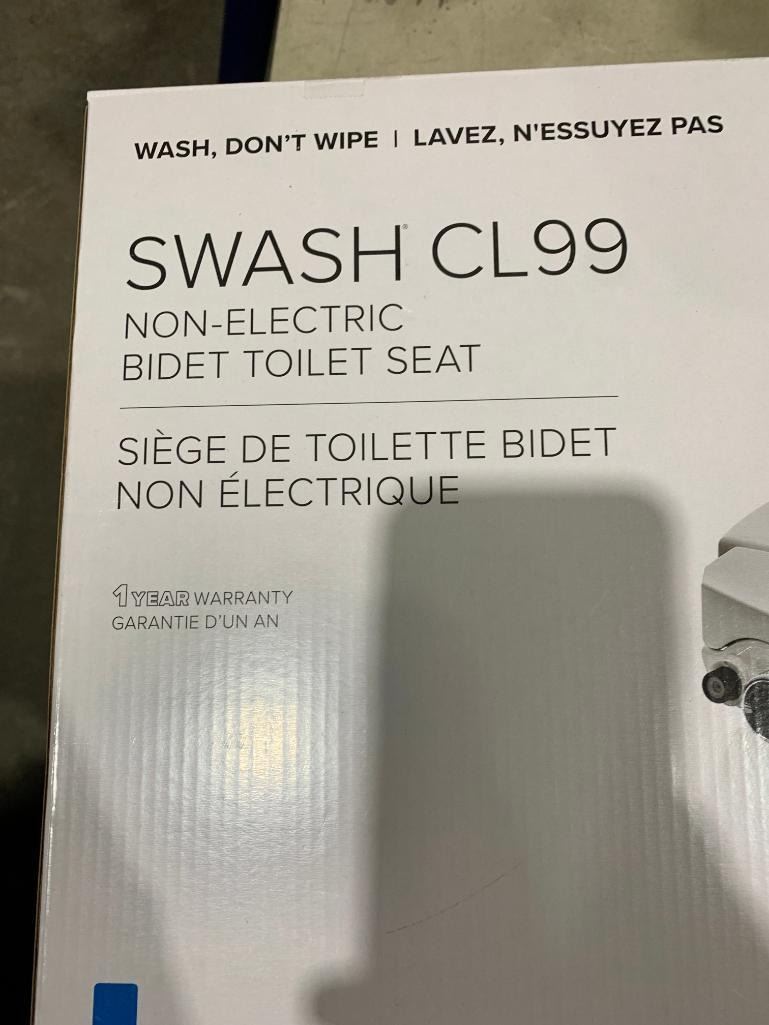 WASH, DON'T WIPE | LAVEZ, N'ESSUYEZ PAS
SWASH® CL99
NON-ELECTRIC
BIDET TOILET SEAT
SIÈGE DE TOILETTE BIDET
NON ÉLECTRIQUE
1 YEAR WARRANTY
GARANTIE D'UN AN